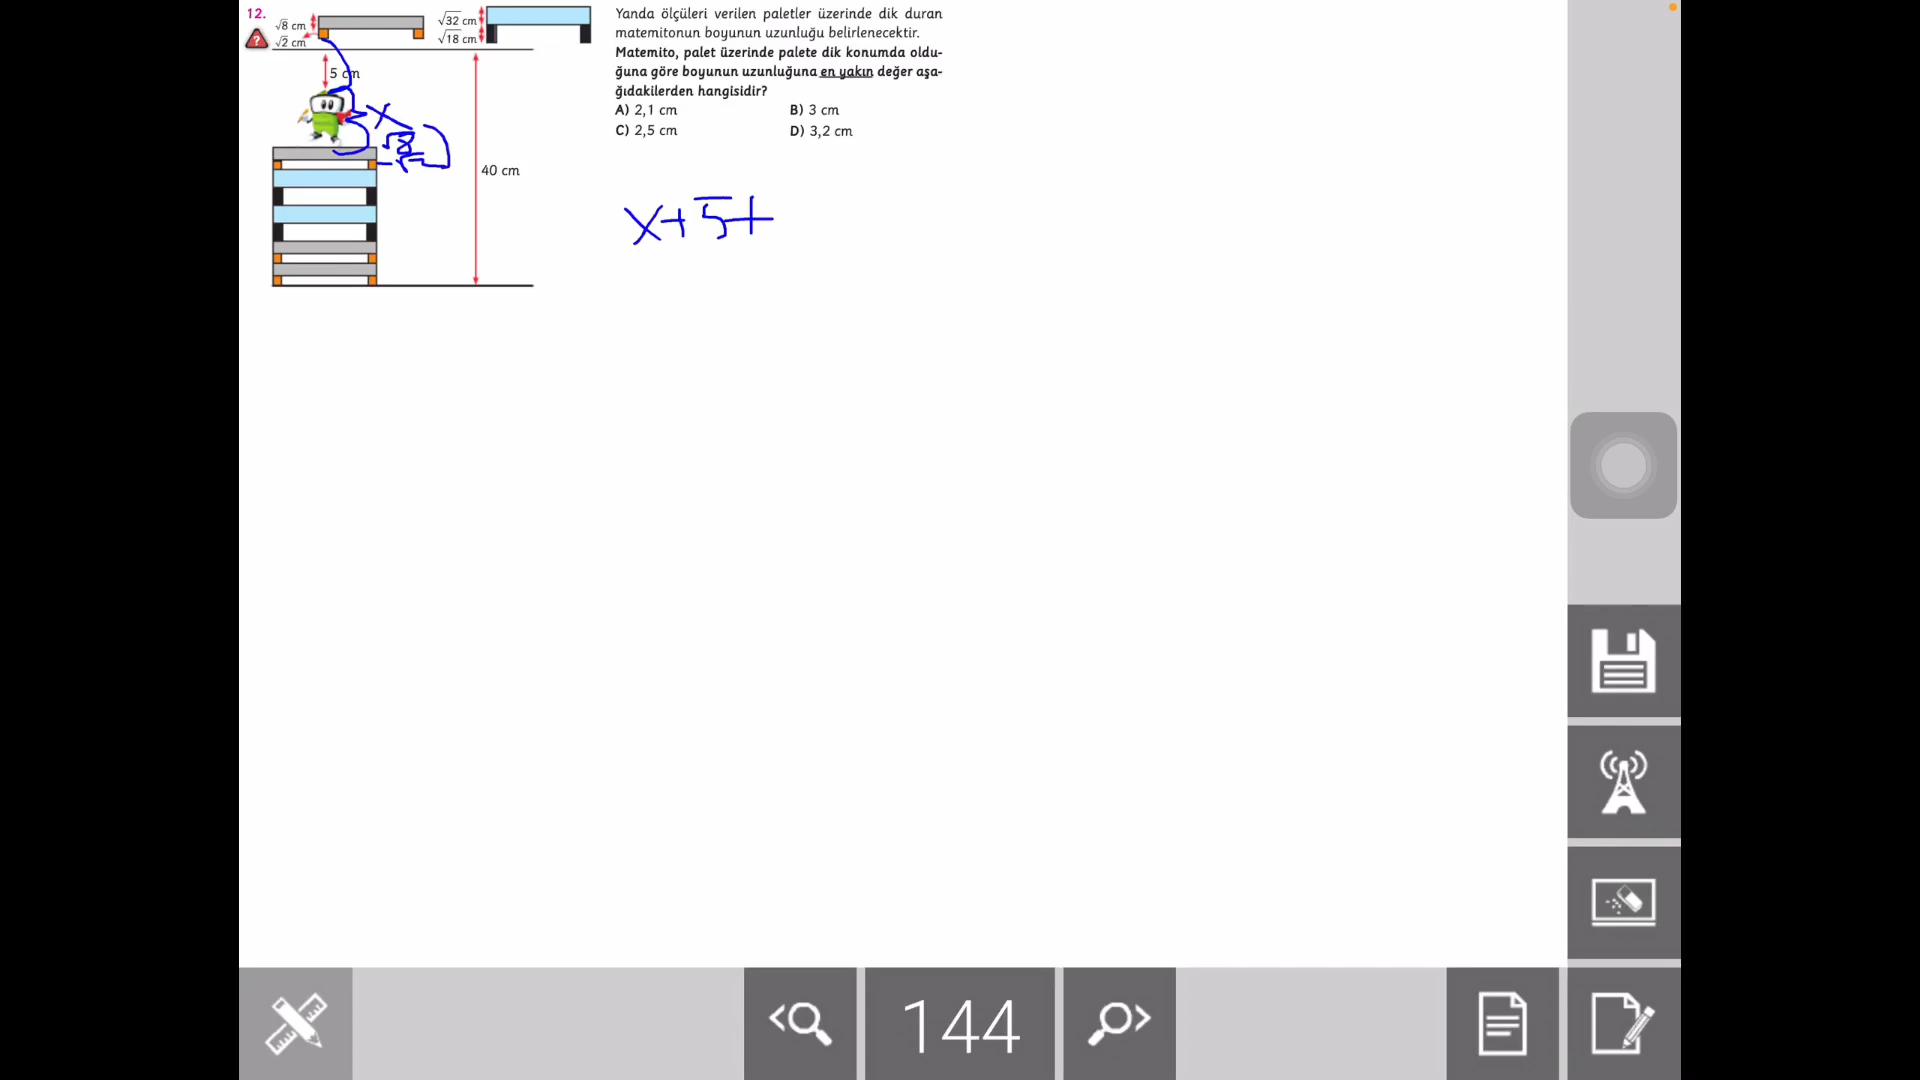 12.
√8 cm
√2 cm
√32 cm
√18 cm
5 cm
x
√8
40 cm
Yanda ölçüleri verilen paletler üzerinde dik duran
matemitonun boyunun uzunluğu belirlenecektir.
Matemito, palet üzerinde palete dik konumda oldu-
ğuna göre boyunun uzunluğuna en yakın değer aşa-
ğıdakilerden hangisidir?
A) 2,1 cm
B) 3 cm
C) 2,5 cm
D) 3,2 cm
x+5+
144